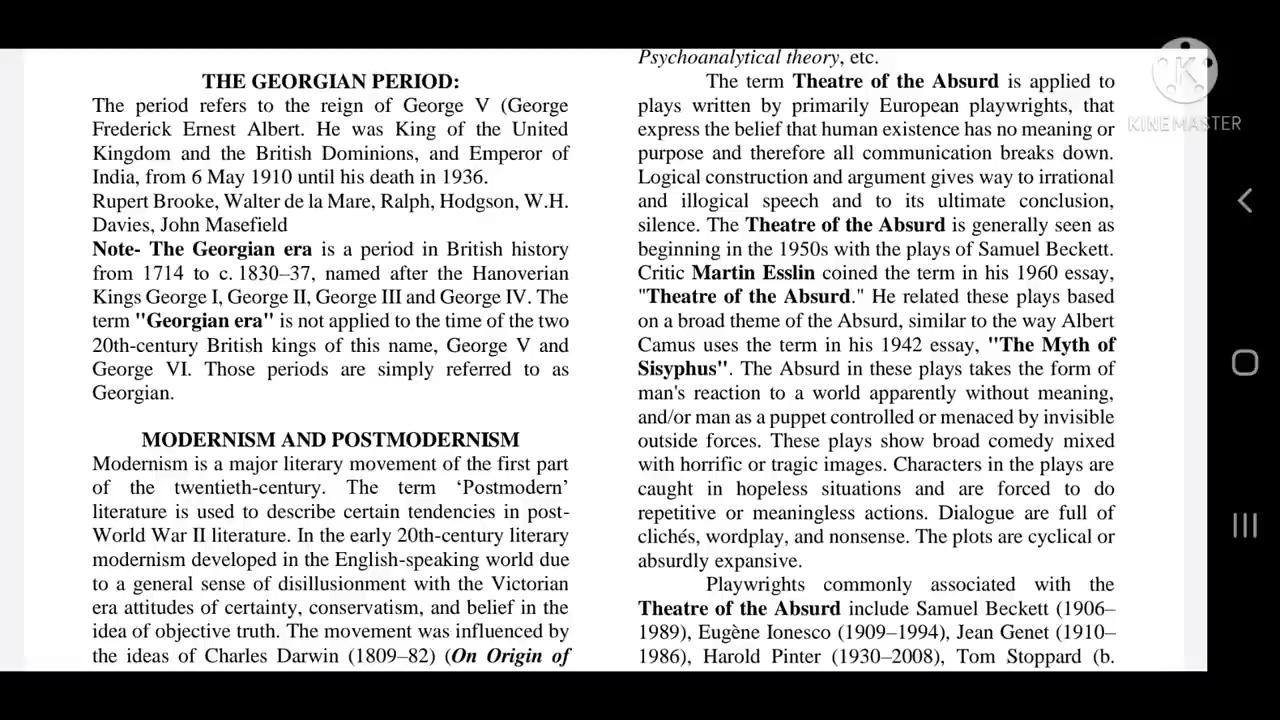 THE GEORGIAN PERIOD:
The period refers to the reign of George V (George
Frederick Ernest Albert. He was King of the United
Kingdom and the British Dominions, and Emperor of
India, from 6 May 1910 until his death in 1936.
Rupert Brooke, Walter de la Mare, Ralph, Hodgson, W.H.
Davies, John Masefield
Note- The Georgian era is a period in British history
from 1714 to c. 1830–37, named after the Hanoverian
Kings George I, George II, George III and George IV. The
term "Georgian era" is not applied to the time of the two
20th-century British kings of this name, George V and
George VI. Those periods are simply referred to as
Georgian.
MODERNISM AND POSTMODERNISM
Modernism is a major literary movement of the first part
of the twentieth-century. The term ‘Postmodern’
literature is used to describe certain tendencies in post-
World War II literature. In the early 20th-century literary
modernism developed in the English-speaking world due
to a general sense of disillusionment with the Victorian
era attitudes of certainty, conservatism, and belief in the
idea of objective truth. The movement was influenced by
the ideas of Charles Darwin (1809–82) (On Origin of
Psychoanalytical theory, etc.
The term Theatre of the Absurd is applied to
plays written by primarily European playwrights, that
express the belief that human existence has no meaning or
purpose and therefore all communication breaks down.
Logical construction and argument gives way to irrational
and illogical speech and to its ultimate conclusion,
silence. The Theatre of the Absurd is generally seen as
beginning in the 1950s with the plays of Samuel Beckett.
Critic Martin Esslin coined the term in his 1960 essay,
"Theatre of the Absurd." He related these plays based
on a broad theme of the Absurd, similar to the way Albert
Camus uses the term in his 1942 essay, "The Myth of
Sisyphus". The Absurd in these plays takes the form of
man's reaction to a world apparently without meaning,
and/or man as a puppet controlled or menaced by invisible
outside forces. These plays show broad comedy mixed
with horrific or tragic images. Characters in the plays are
caught in hopeless situations and are forced to do
repetitive or meaningless actions. Dialogue are full of
clichés, wordplay, and nonsense. The plots are cyclical or
absurdly expansive.
Playwrights commonly associated with the
Theatre of the Absurd include Samuel Beckett (1906–
1989), Eugène Ionesco (1909–1994), Jean Genet (1910–
1986), Harold Pinter (1930–2008), Tom Stoppard (b.
K
KINEMASTER